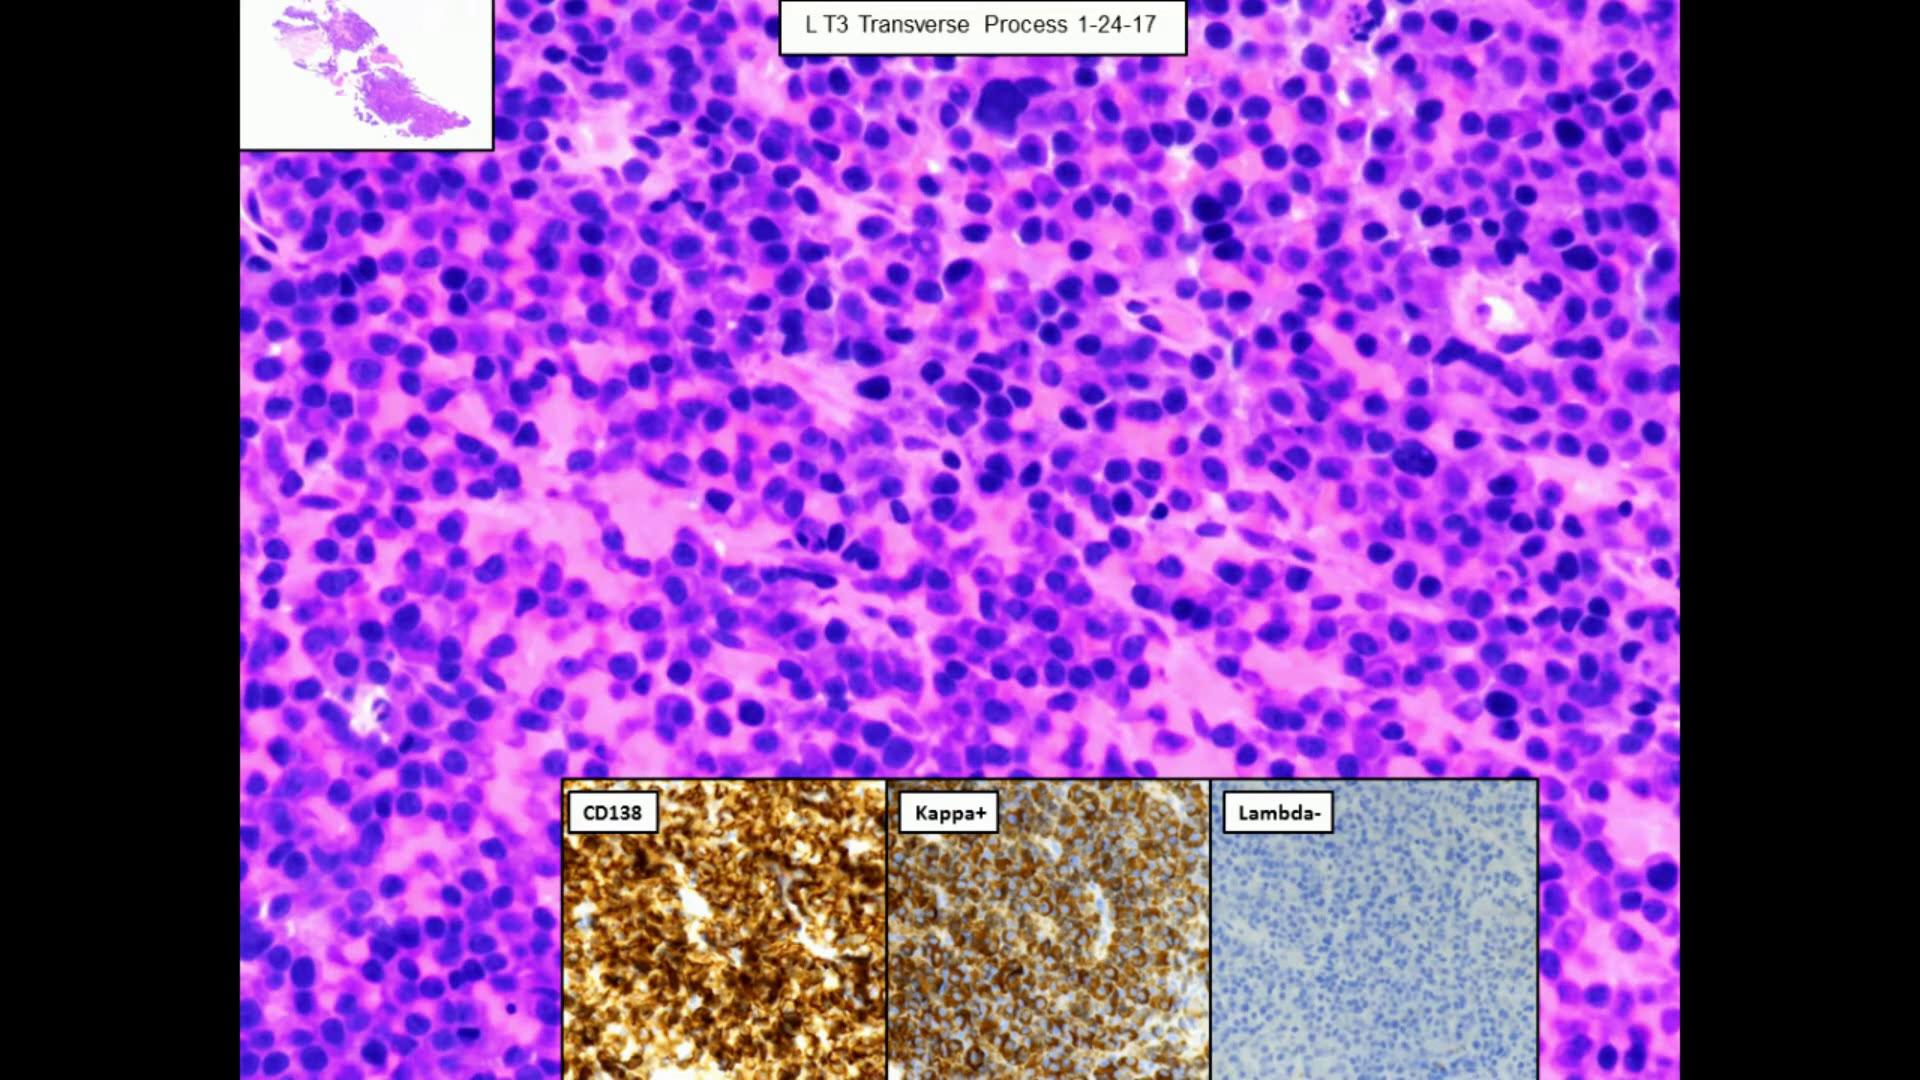 L T3 Transverse Process 1-24-17
CD138
Kappa+
Lambda-